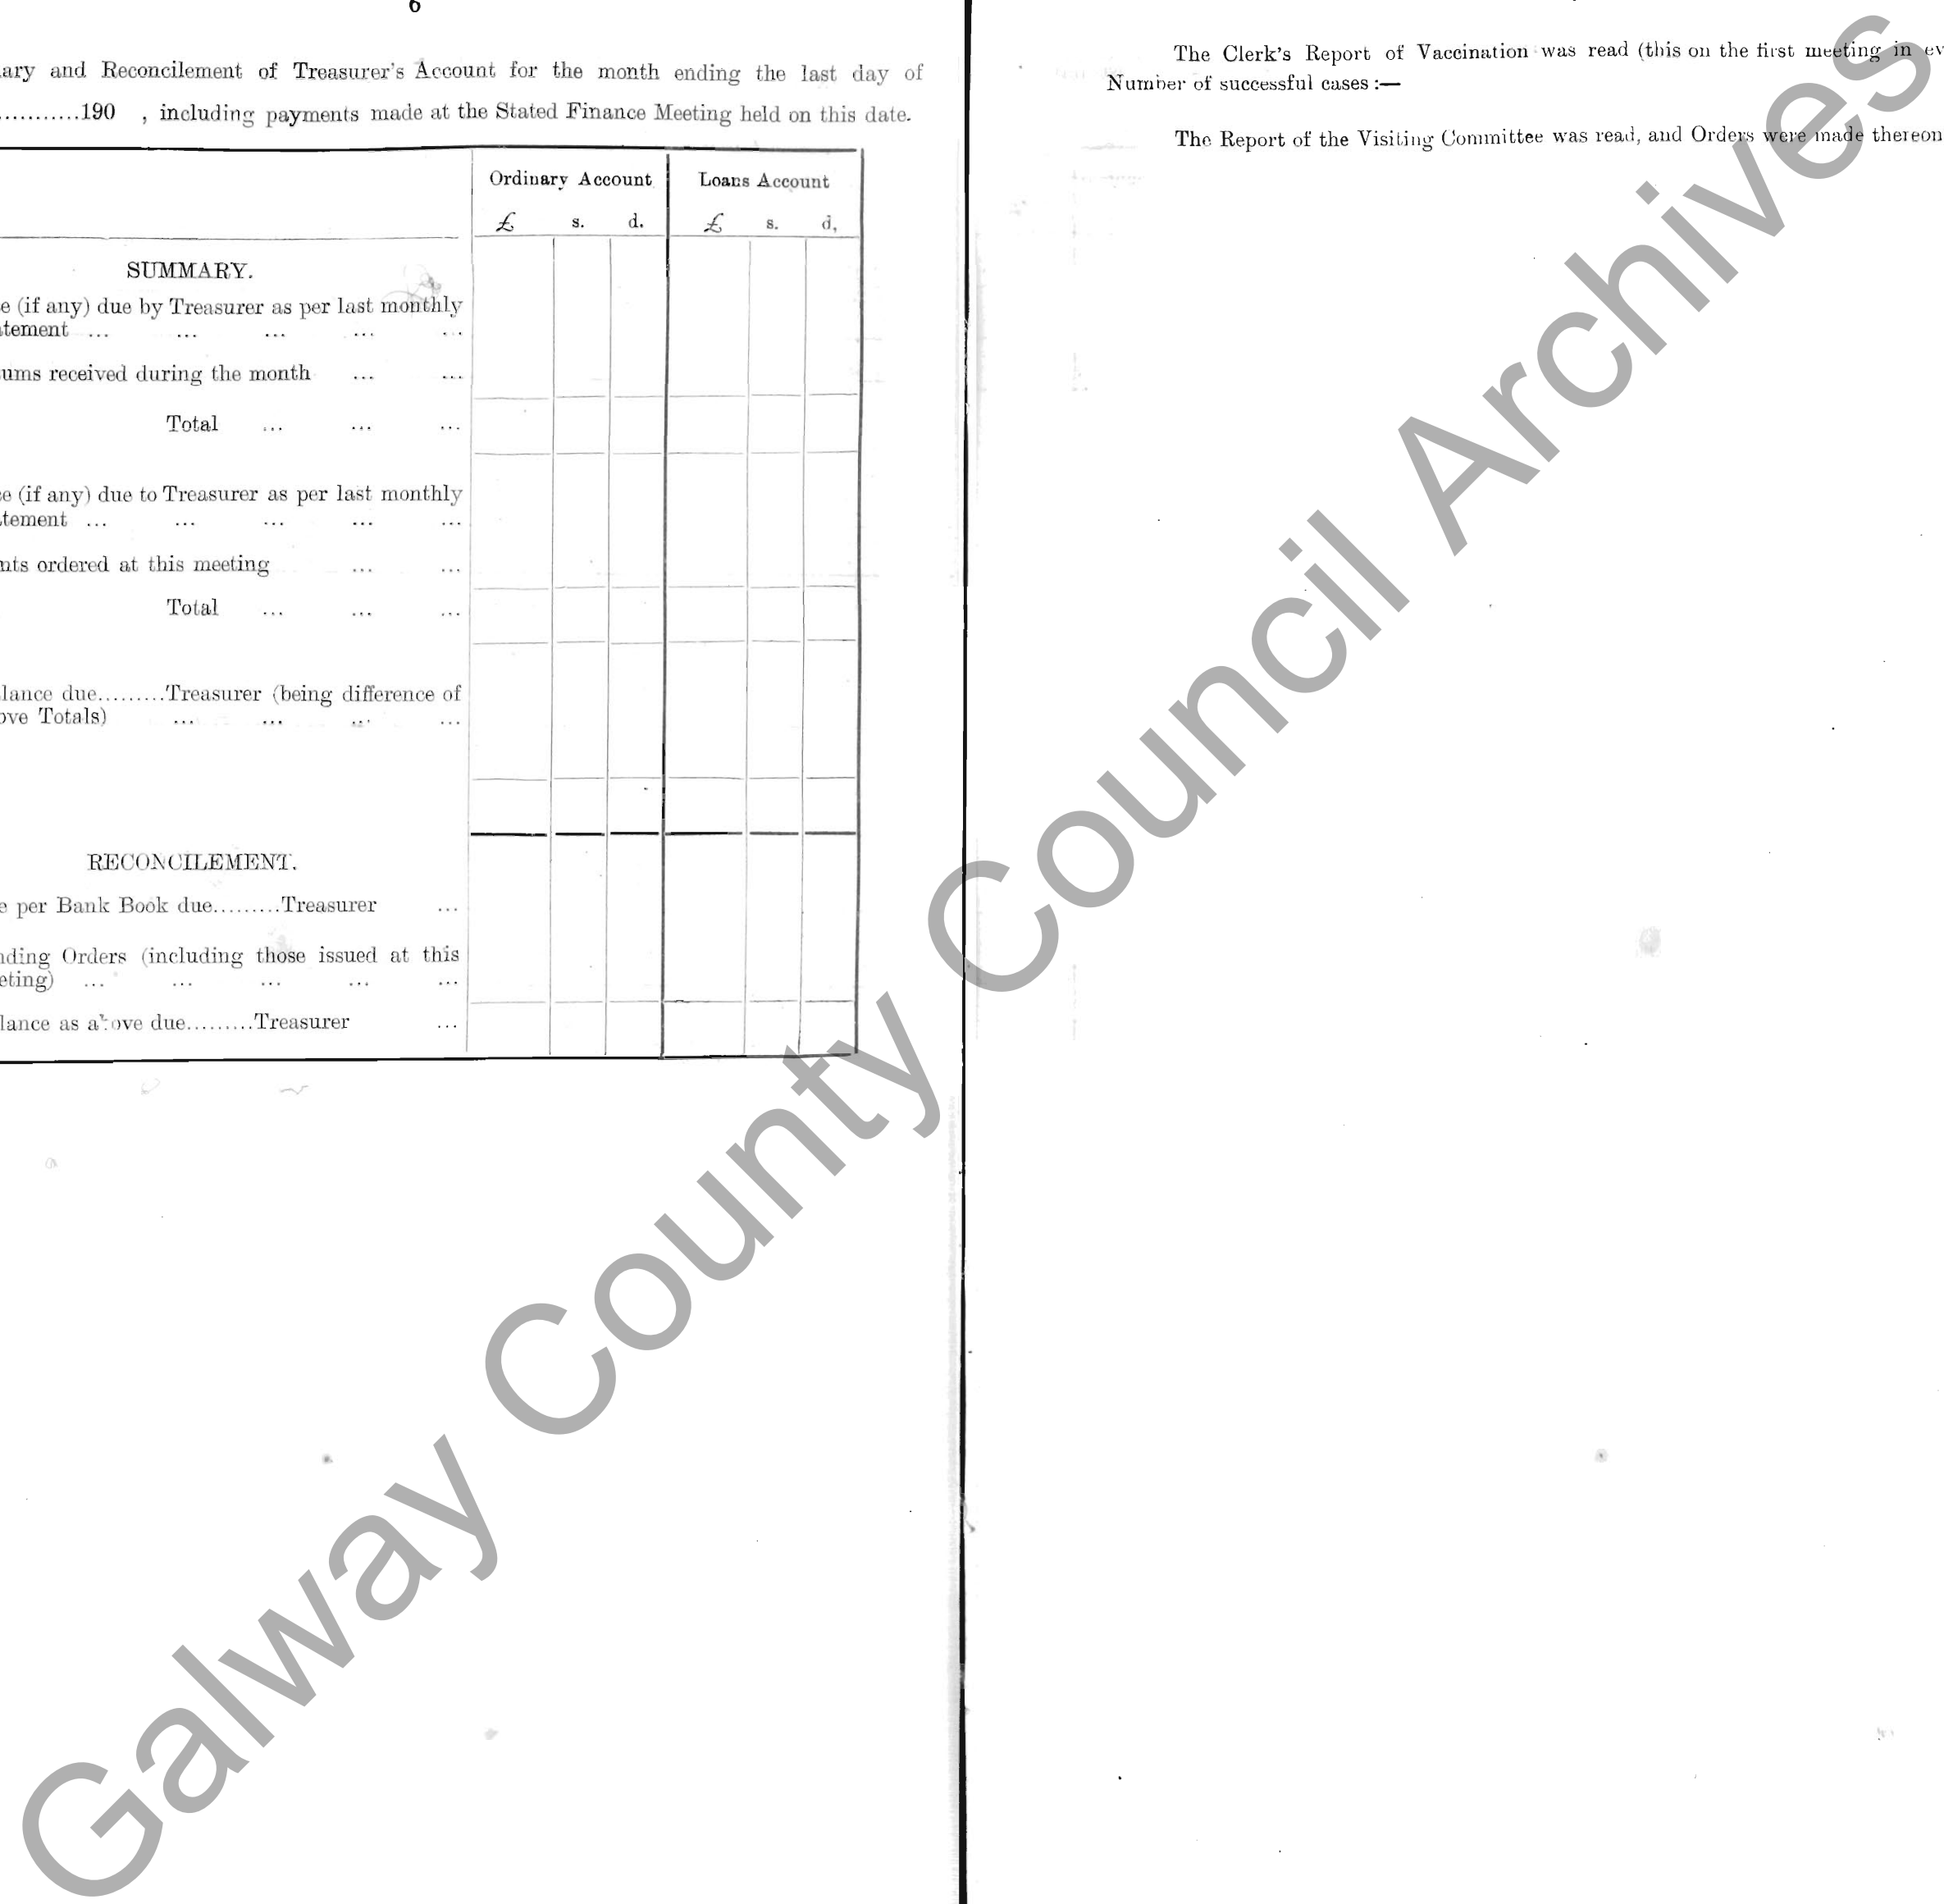 6
ary and Reconcilement of Treasurer's Account for the month ending the last day of
...........190 , including payments made at the Stated Finance Meeting held on this date.
Ordinary Account Loans Account
£ s. d. £ s. d,
SUMMARY.
e (if any) due by Treasurer as per last monthly
tement ... ... ... ... ...
ums received during the month ... ...
Total ... ... ...
e (if any) due to Treasurer as per last monthly
tement ... ... ... ... ...
nts ordered at this meeting ... ...
Total ... ... ...
lance due.........Treasurer (being difference of
ove Totals) ... ... ... ...
RECONCILEMENT.
e per Bank Book due.........Treasurer ...
ding Orders (including those issued at this
eting) ... ... ... ... ...
lance as above due.........Treasurer ...
The Clerk's Report of Vaccination was read (this on the first meeting in ev
Number of successful cases :—
The Report of the Visiting Committee was read, and Orders were made thereon
Galway County Council Archives